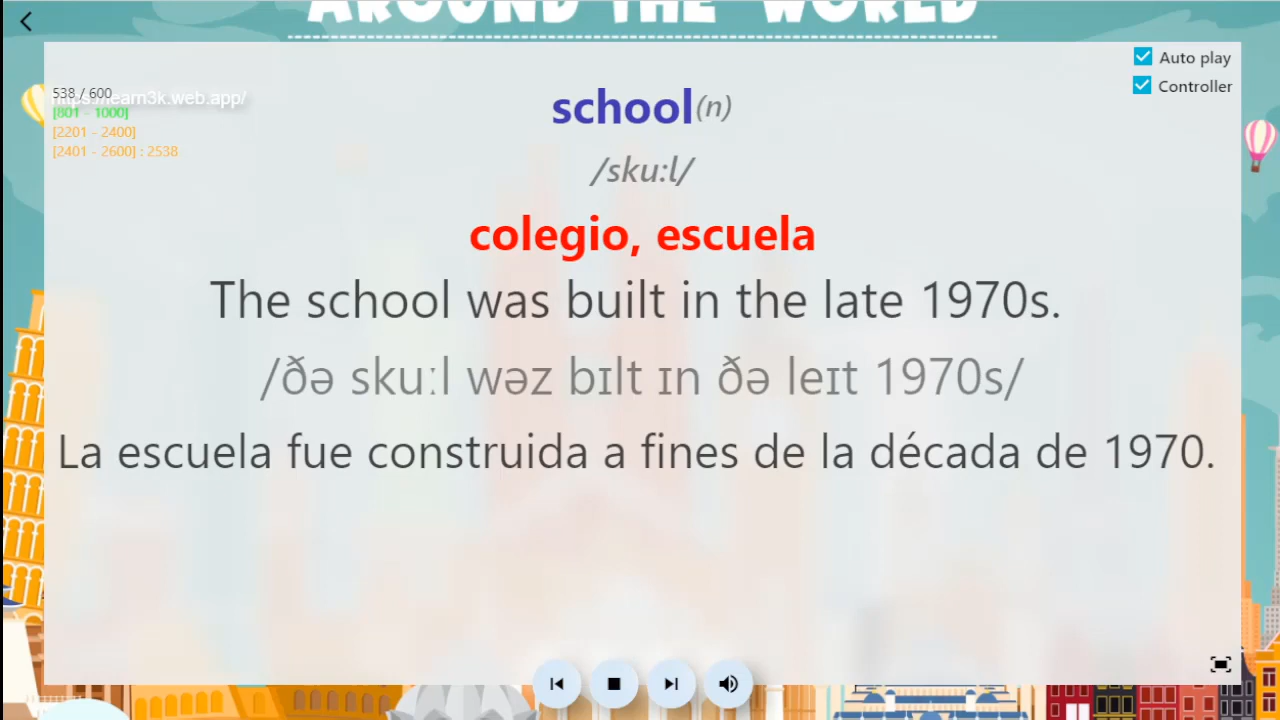 AROUND THE WORLD
Auto play
Controller
538 / 600
https://learn3k.web.app/
[801 - 1000]
[2201 - 2400]
[2401 - 2600] : 2538
school(n)
/sku:l/
colegio, escuela
The school was built in the late 1970s.
/ðə skuːl wəz bɪlt ɪn ðə leɪt 1970s/
La escuela fue construida a fines de la década de 1970.